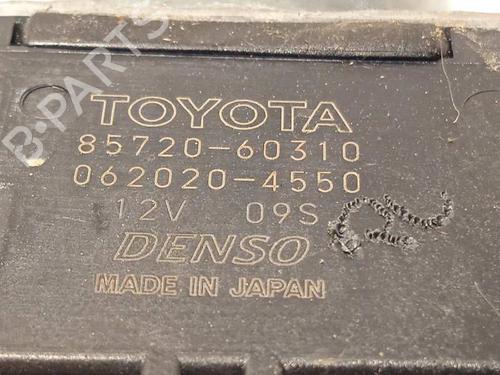 TOYOTA
85720-60310
062020-4550
12V 09S
DENSO
MADE IN JAPAN
B-PARTS